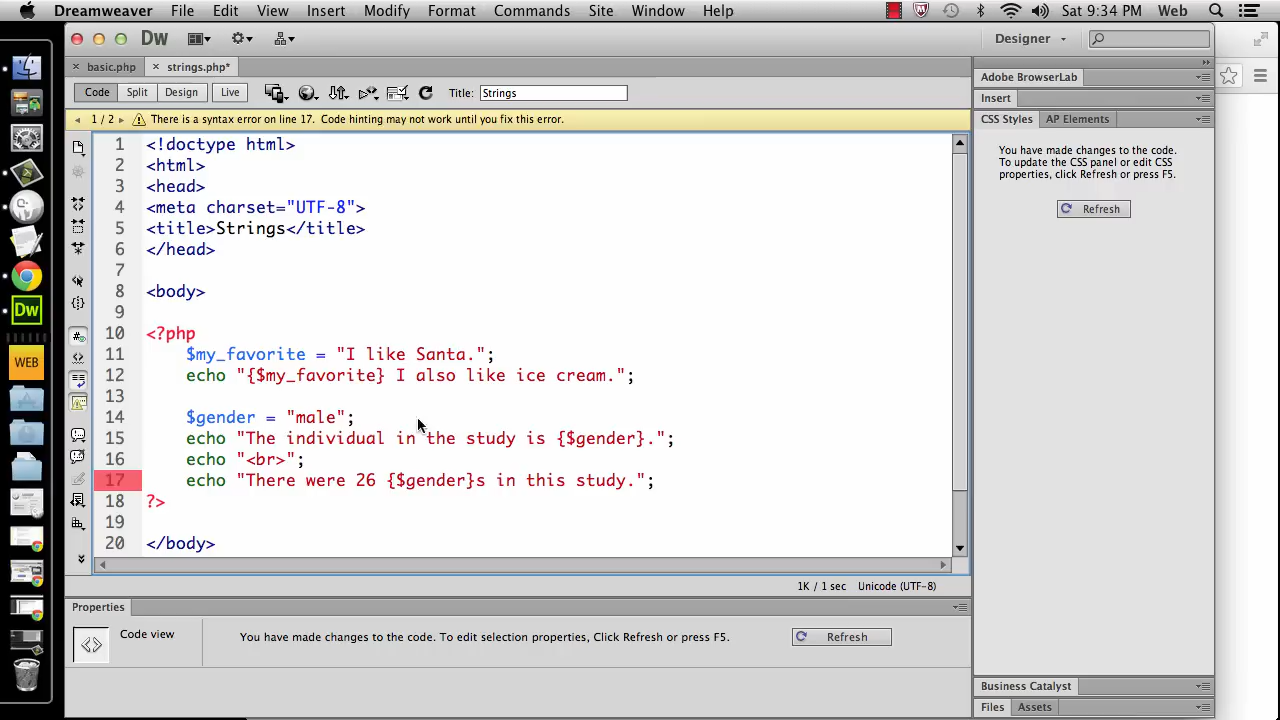 Dreamweaver File Edit View Insert Modify Format Commands Site Window Help Sat 9:34 PM Web
Dw Designer
basic.php strings.php*
Code Split Design Live Title: Strings
1 / 2 There is a syntax error on line 17. Code hinting may not work until you fix this error.
1 <!doctype html>
2 <html>
3 <head>
4 <meta charset="UTF-8">
5 <title>Strings</title>
6 </head>
7
8 <body>
9
10 <?php
11 $my_favorite = "I like Santa.";
12 echo "{$my_favorite} I also like ice cream.";
13
14 $gender = "male";
15 echo "The individual in the study is {$gender}.";
16 echo "<br>";
17 echo "There were 26 {$gender}s in this study.";
18 ?>
19
20 </body>
1K / 1 sec Unicode (UTF-8)
Properties
Code view
You have made changes to the code. To edit selection properties, Click Refresh or press F5.
Refresh
Adobe BrowserLab
Insert
CSS Styles AP Elements
You have made changes to the code.
To update the CSS panel or edit CSS
properties, click Refresh or press F5.
Refresh
Business Catalyst
Files Assets
Dw
WEB